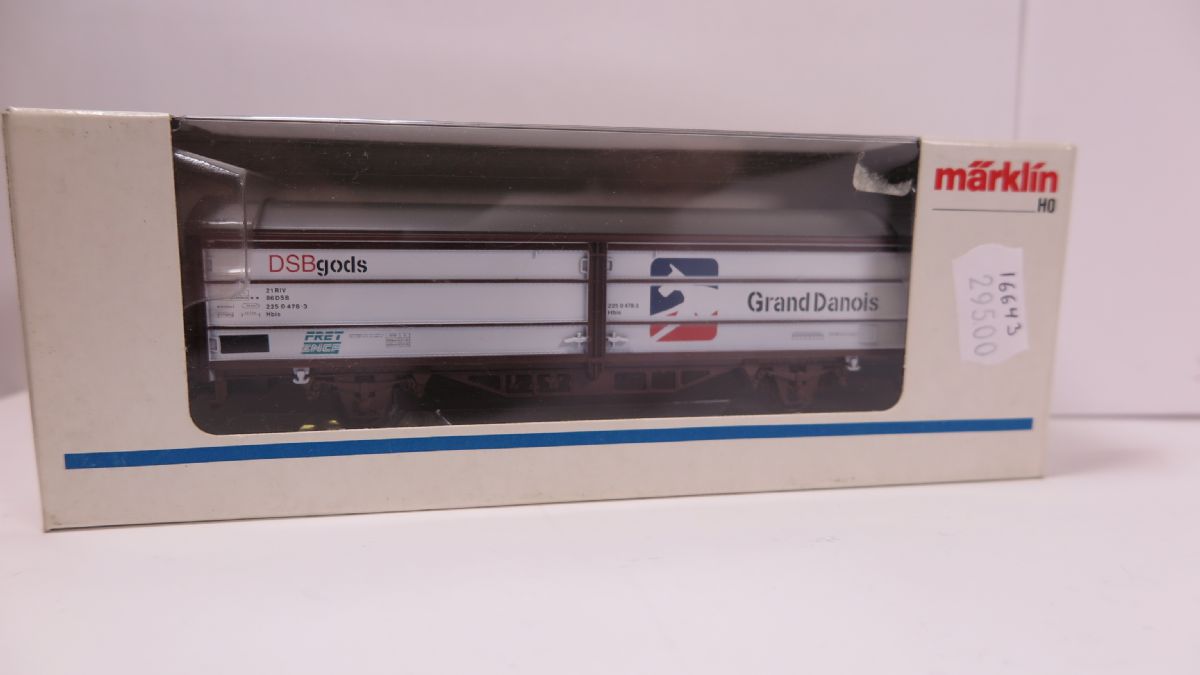 märklin
H0
16643
29500
DSBgods
21 RIV
86 DSB
225 0 478-3
Hbis
FRET
SNCF
225 0 478-3
Hbis
Grand Danois